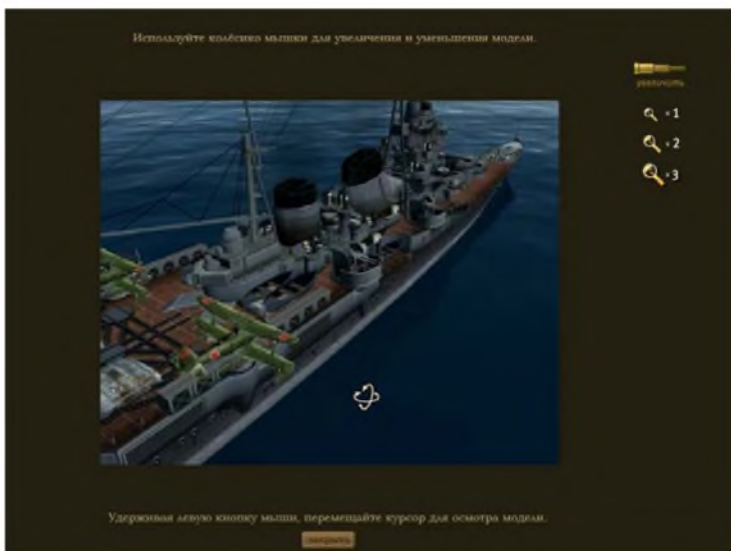 Используйте колёсико мышки для увеличения и уменьшения модели.
увеличить
×1
×2
×3
Удерживая левую кнопку мыши, перемещайте курсор для осмотра модели.
закрыть